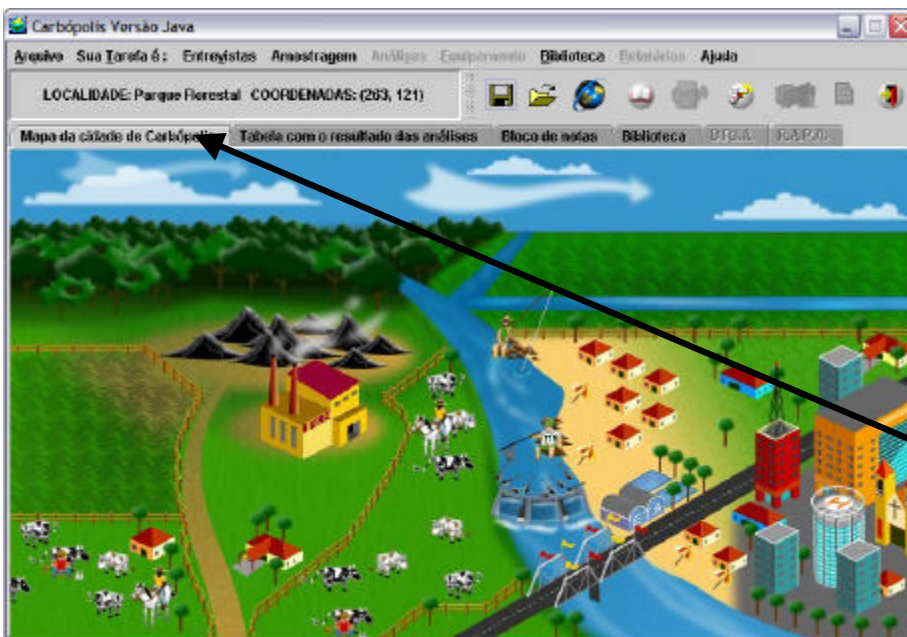 Carbópolis Versão Java
Arquivo Sua Tarefa é: Entrevistas Amostragem Análises Equipamento Biblioteca Relatórios Ajuda
LOCALIDADE: Parque Florestal COORDENADAS: (263, 121)
Mapa da cidade de Carbópolis Tabela com o resultado das análises Bloco de notas Biblioteca